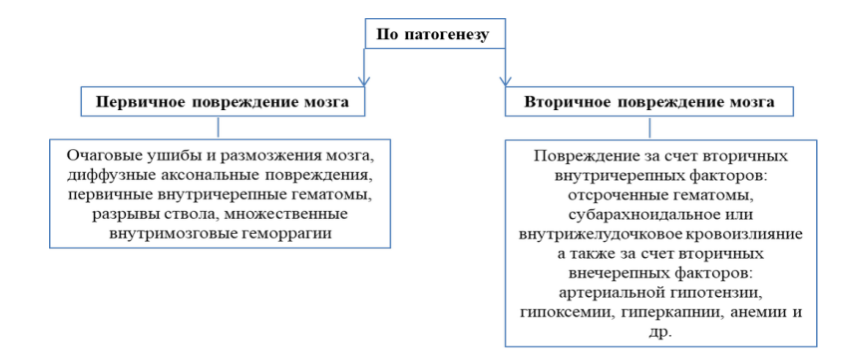 По патогенезу
Первичное повреждение мозга
Вторичное повреждение мозга
Очаговые ушибы и размозжения мозга,
диффузные аксональные повреждения,
первичные внутричерепные гематомы,
разрывы ствола, множественные
внутримозговые геморрагии
Повреждение за счет вторичных
внутричерепных факторов:
отсроченные гематомы,
субарахноидальное или
внутрижелудочковое кровоизлияние
а также за счет вторичных
внечерепных факторов:
артериальной гипотензии,
гипоксемии, гиперкапнии, анемии и
др.